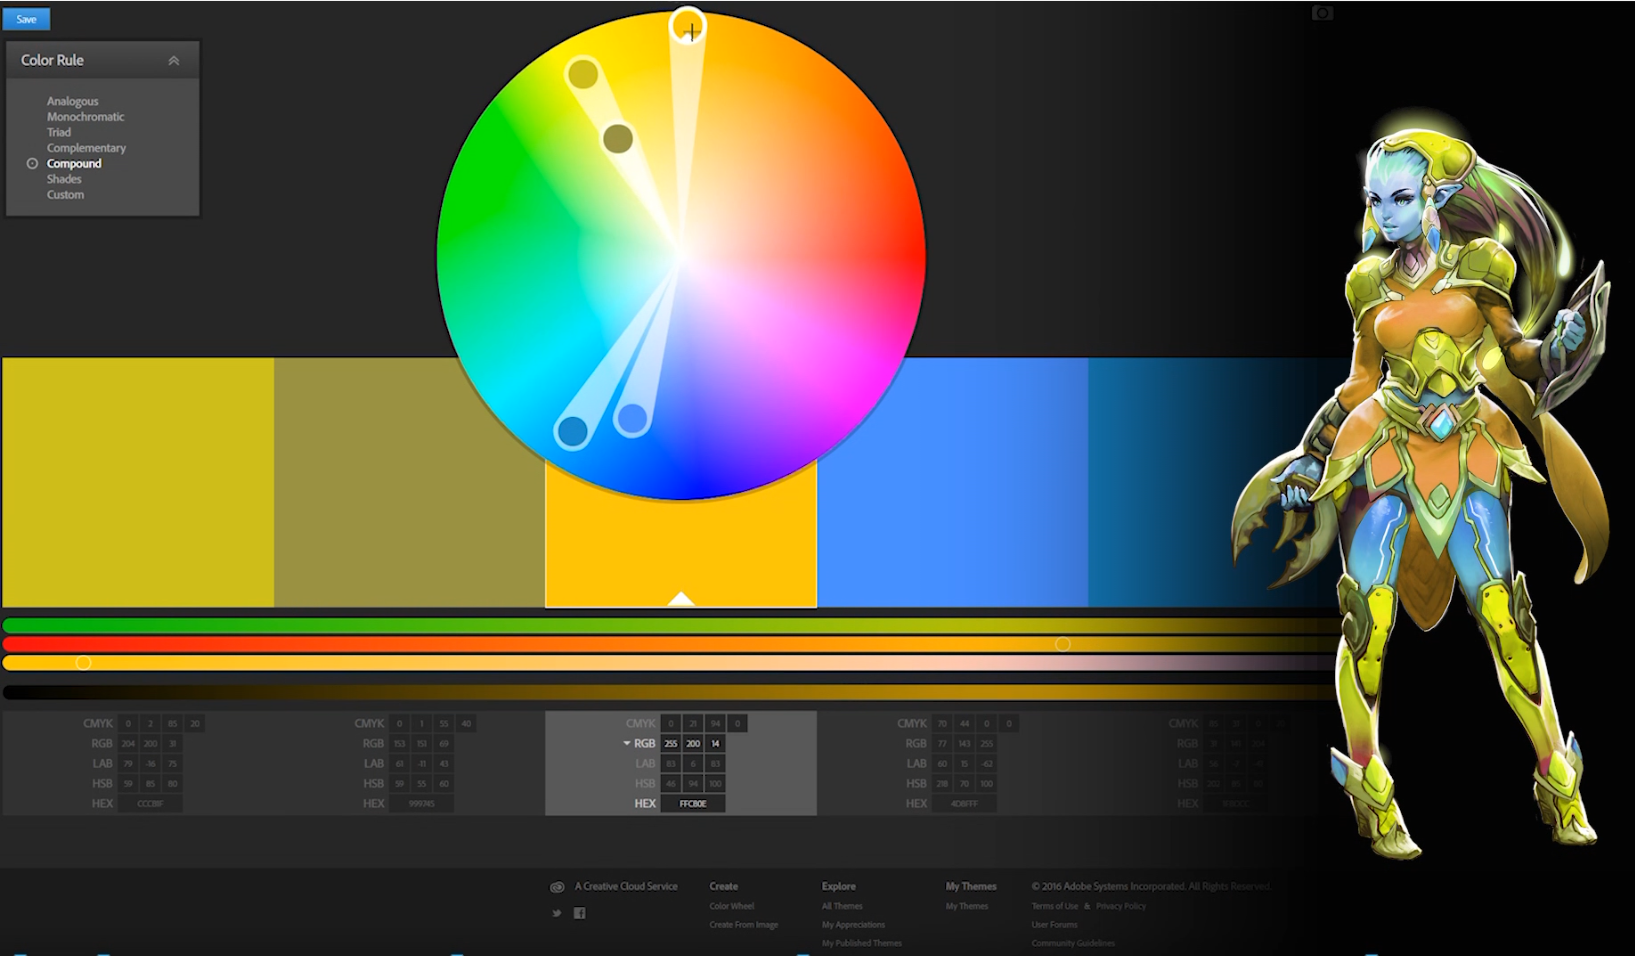 Save
Color Rule
Analogous
Monochromatic
Triad
Complementary
Compound
Shades
Custom
CMYK 0 2 85 20
RGB 204 200 31
LAB 79 -16 75
HSB 59 85 80
HEX CCC81F
CMYK 0 1 55 40
RGB 153 151 69
LAB 61 -11 43
HSB 59 55 60
HEX 999745
CMYK 0 21 94 0
RGB 255 200 14
LAB 83 6 83
HSB 46 94 100
HEX FFC80E
CMYK 70 44 0 0
RGB 77 143 255
LAB 60 15 -62
HSB 218 70 100
HEX 4D8FFF
CMYK
RGB
LAB
HSB
HEX
A Creative Cloud Service
Create
Color Wheel
Create From Image
Explore
All Themes
My Appreciations
My Published Themes
My Themes
My Themes
© 2016 Adobe Systems Incorporated. All Rights Reserved.
Terms of Use & Privacy Policy
User Forums
Community Guidelines